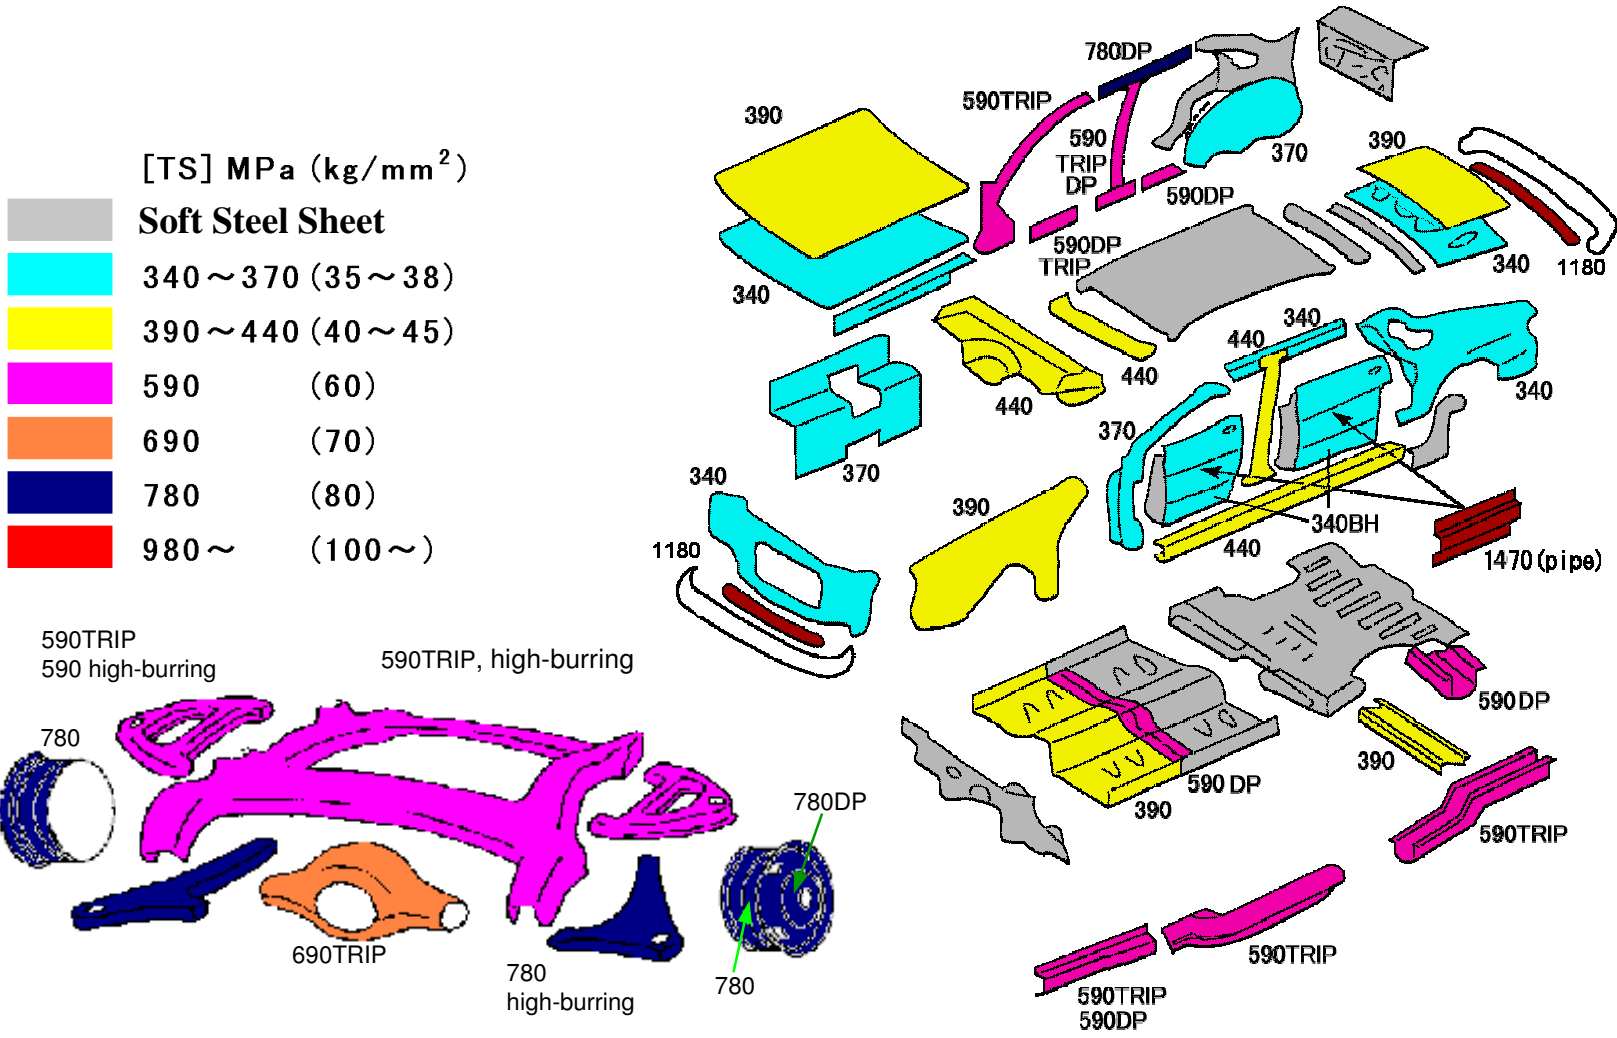 [TS] MPa (kg/mm²)
Soft Steel Sheet
340～370 (35～38)
390～440 (40～45)
590 (60)
690 (70)
780 (80)
980～ (100～)
780DP
590TRIP
390
590
TRIP
DP
370
390
590DP
590DP
TRIP
340
340
1180
340
440
440
440
340
370
370
340
390
340BH
440
1180
1470(pipe)
590TRIP
590 high-burring
590TRIP, high-burring
780
590DP
390
590 DP
390
780DP
590TRIP
690TRIP
780
high-burring
780
590TRIP
590TRIP
590DP